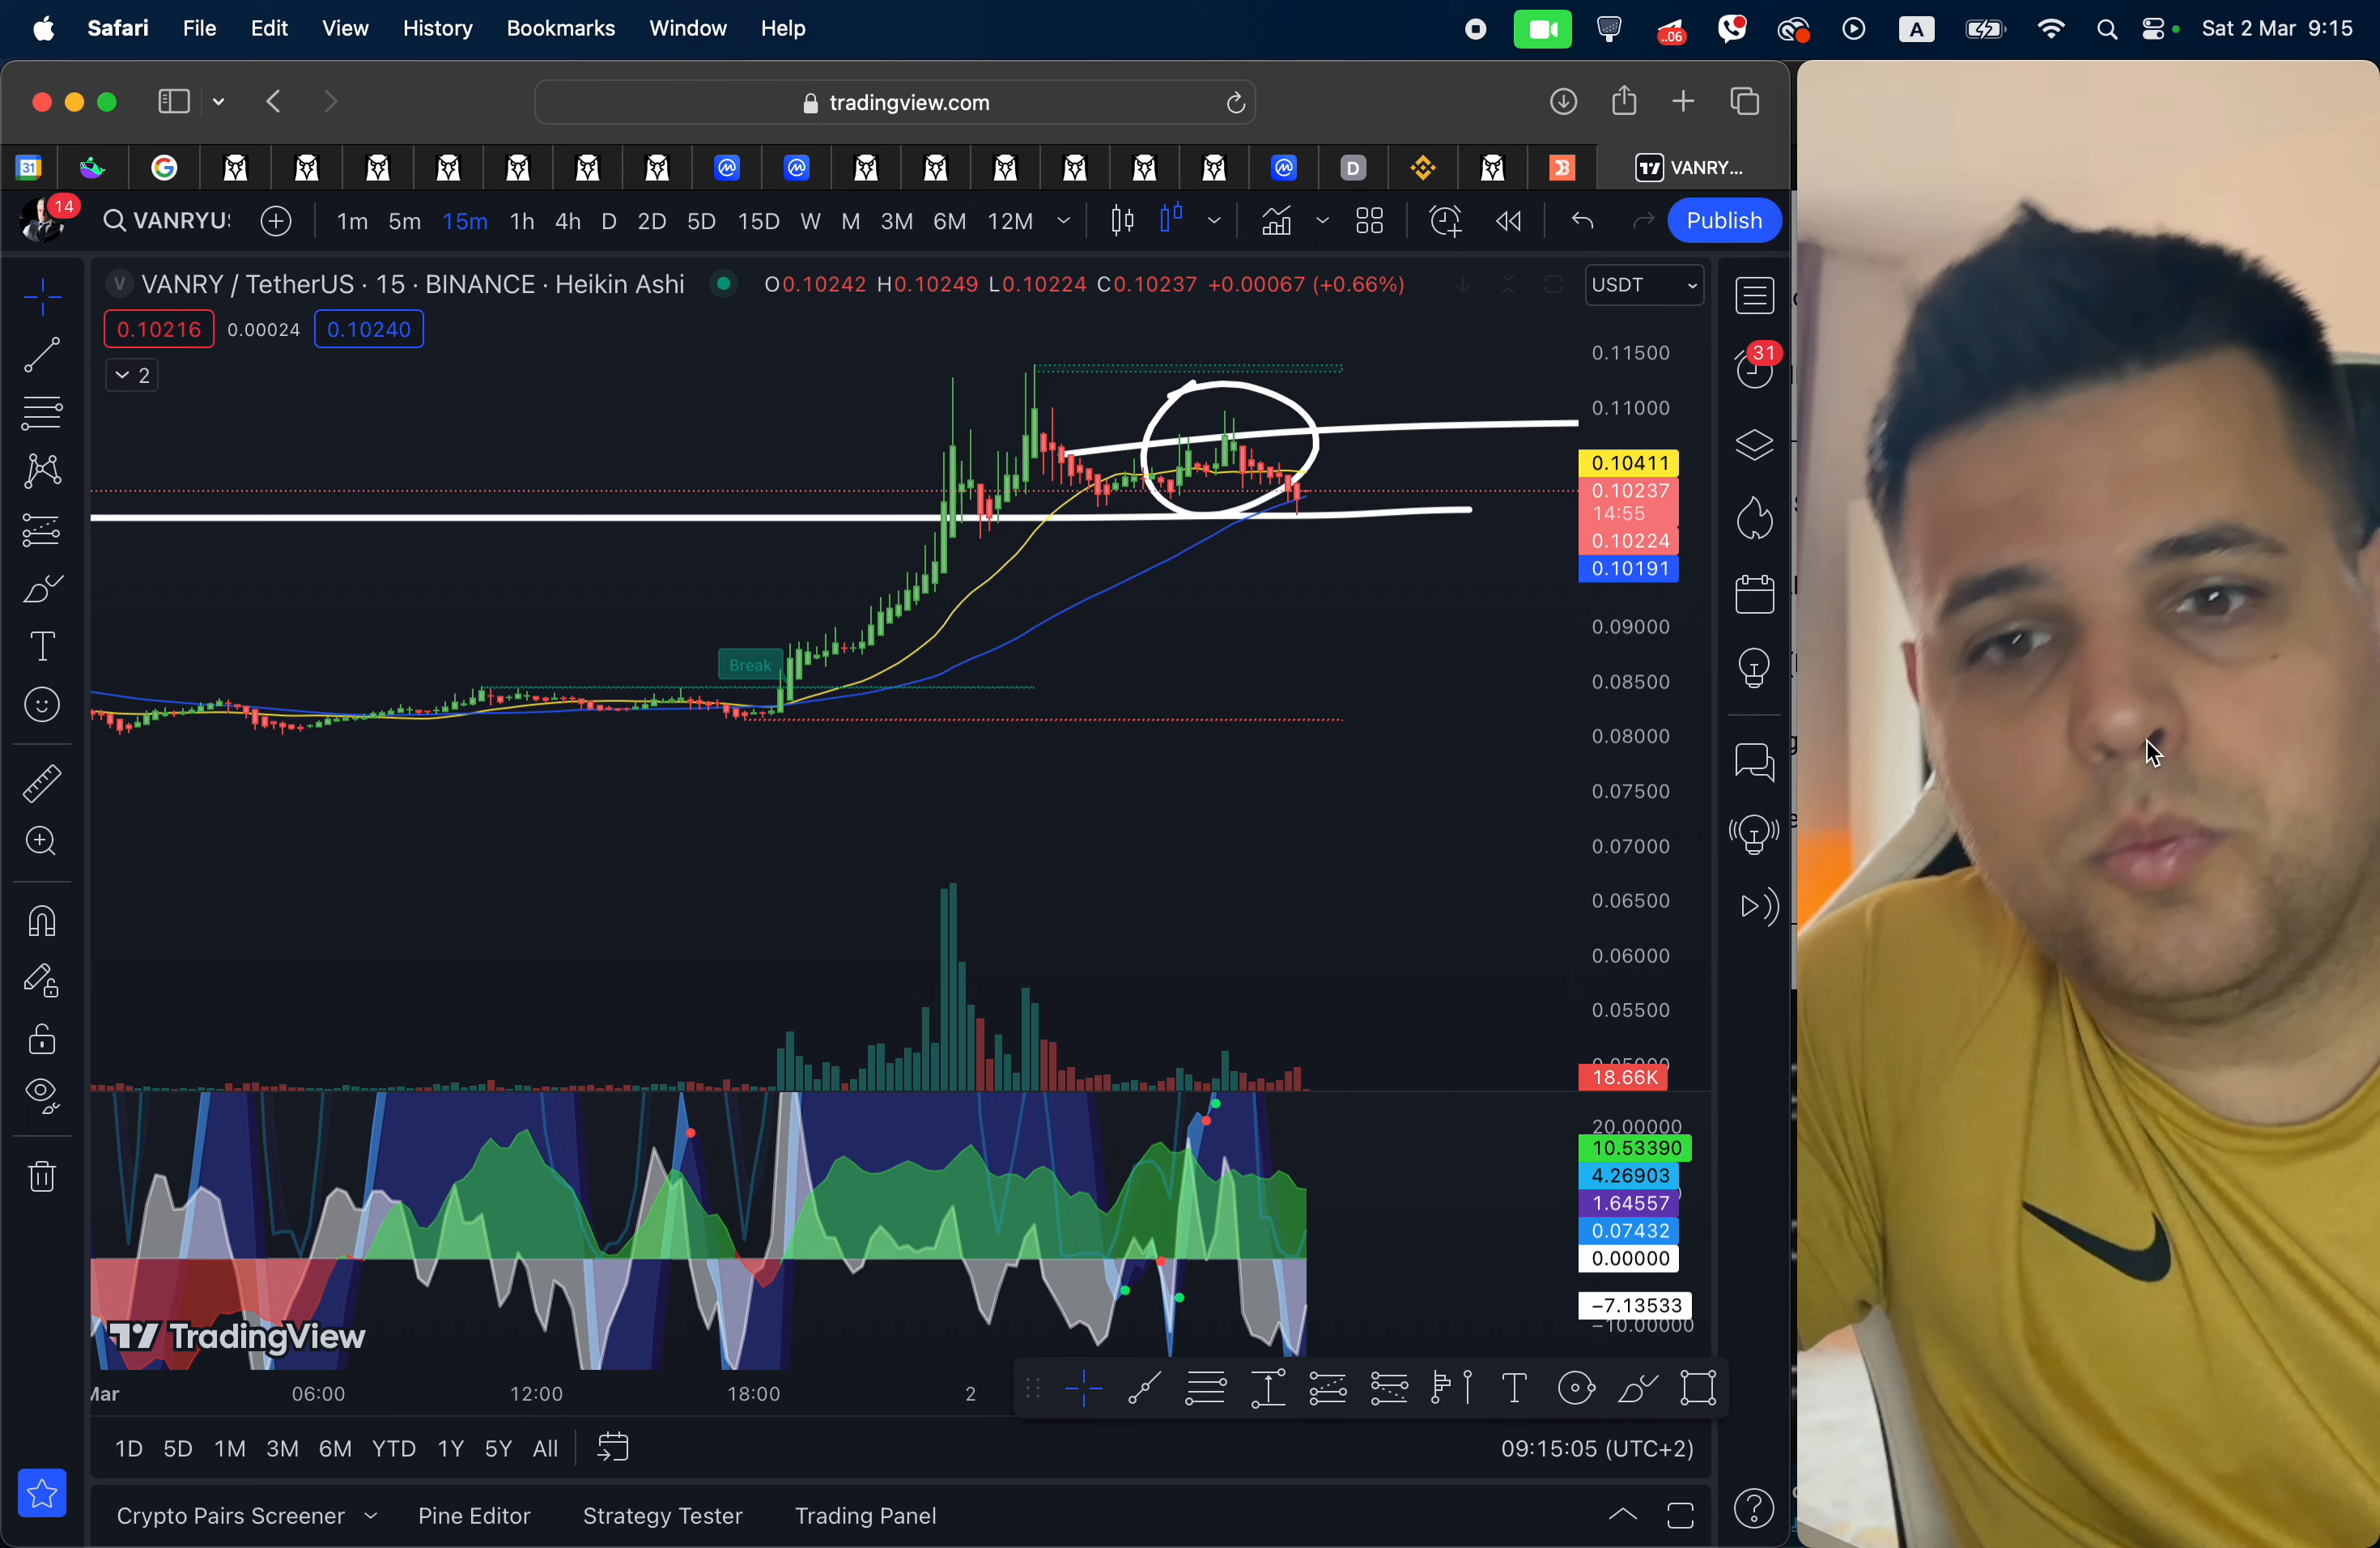 Safari File Edit View History Bookmarks Window Help
..06
A
Sat 2 Mar 9:15
tradingview.com
31
D
VANRY...
14
VANRYU
1m 5m 15m 1h 4h D 2D 5D 15D W M 3M 6M 12M
Publish
V
VANRY / TetherUS · 15 · BINANCE · Heikin Ashi
O0.10242 H0.10249 L0.10224 C0.10237 +0.00067 (+0.66%)
USDT
0.10216 0.00024 0.10240
2
31
0.11500
0.11000
0.10411
0.10237
14:55
0.10224
0.10191
0.09000
0.08500
0.08000
0.07500
0.07000
0.06500
0.06000
0.05500
0.05000
18.66K
Break
20.00000
10.53390
4.26903
1.64557
0.07432
0.00000
−7.13533
−10.00000
TradingView
Mar 06:00 12:00 18:00 2
1D 5D 1M 3M 6M YTD 1Y 5Y All
09:15:05 (UTC+2)
Crypto Pairs Screener Pine Editor Strategy Tester Trading Panel